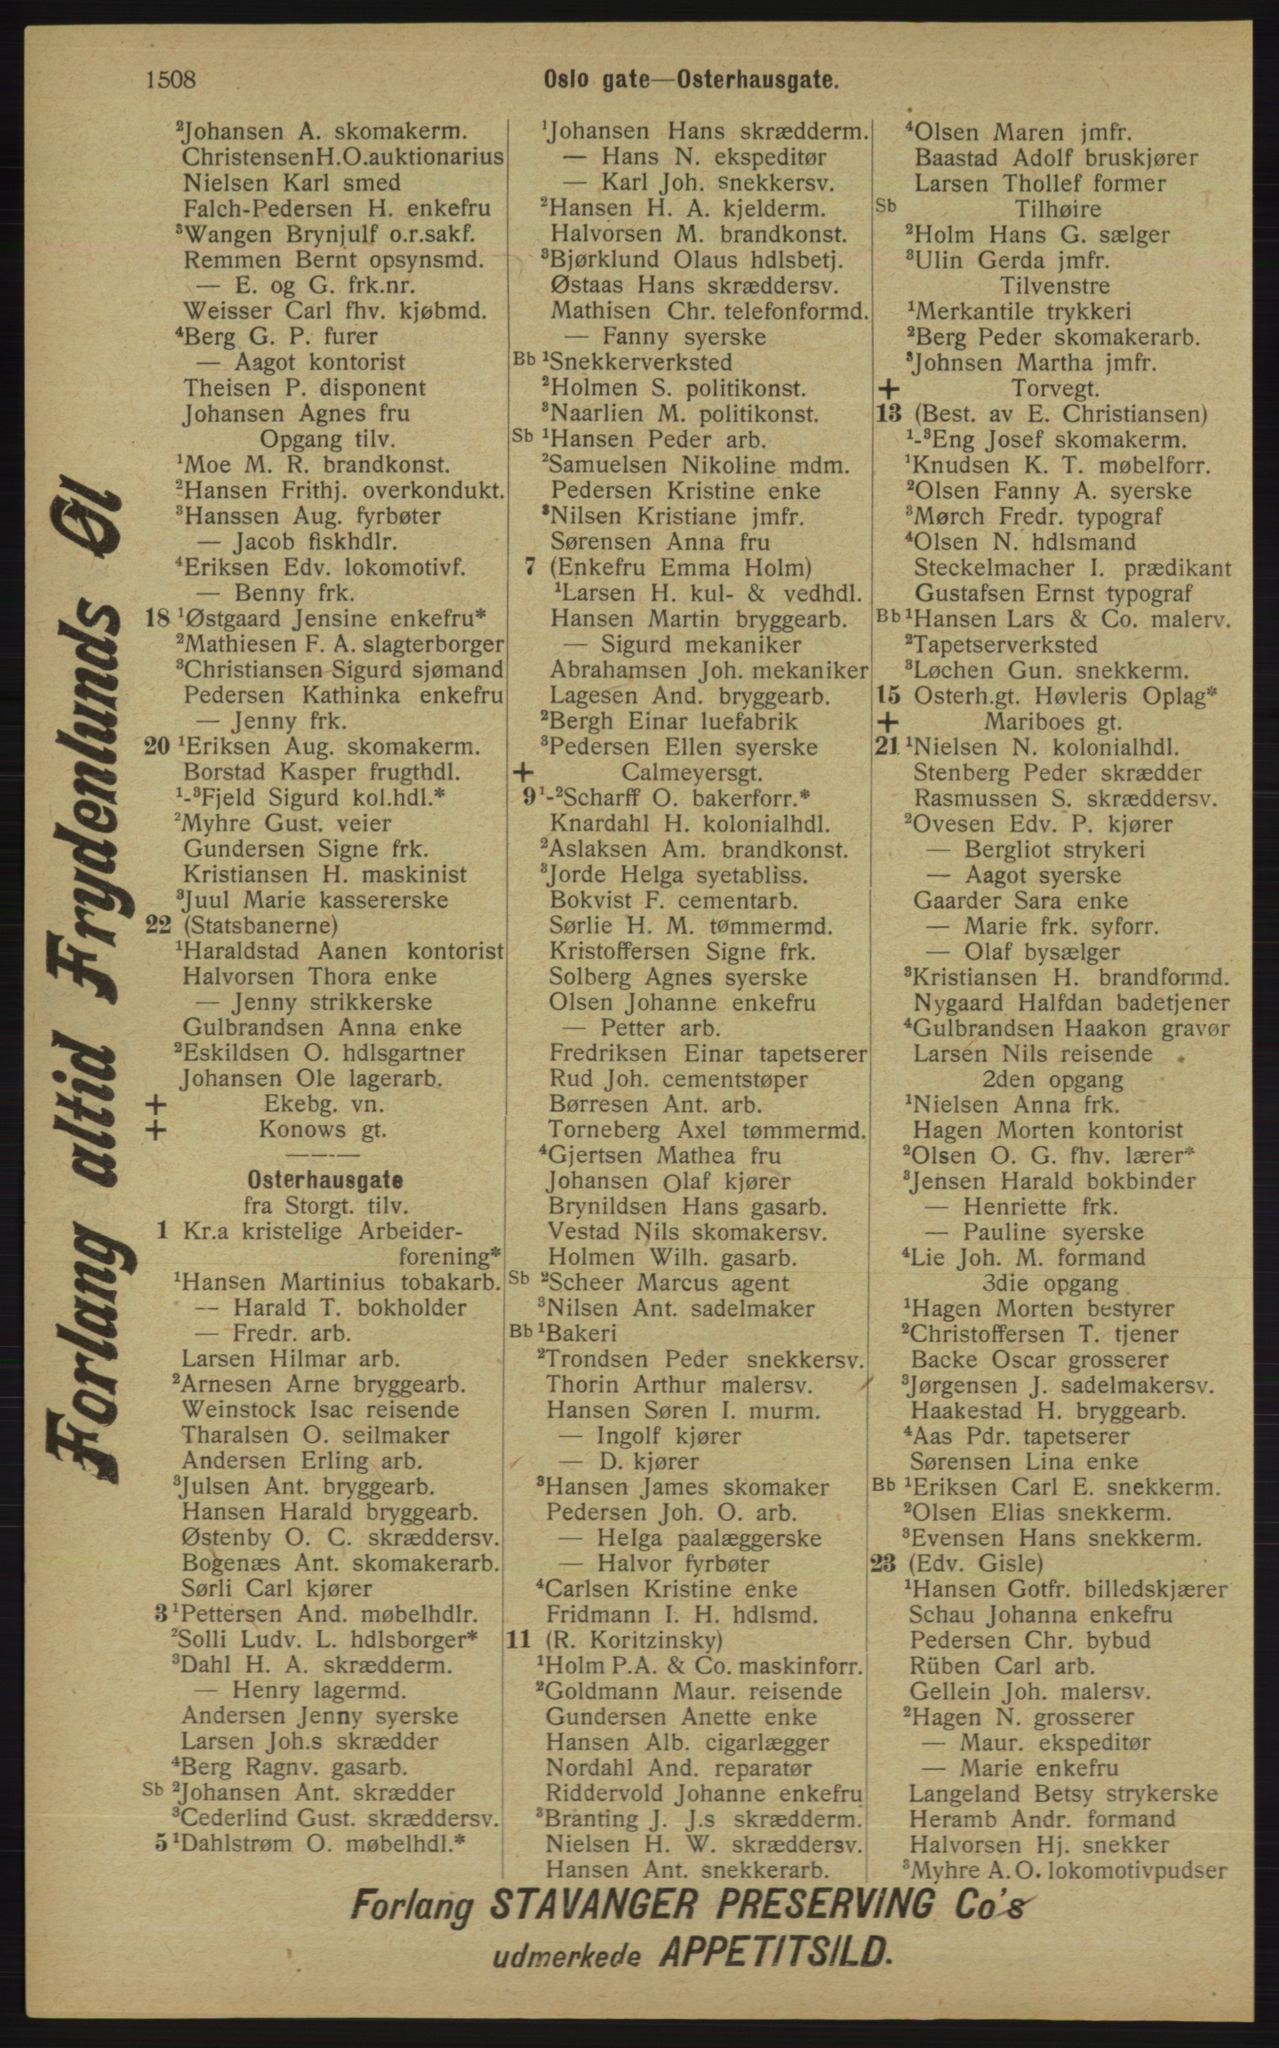 1508
Oslo gate—Osterhausgate.
²Johansen A. skomakerm.
ChristensenH.O.auktionarius
Nielsen Karl smed
Falch-Pedersen H. enkefru
³Wangen Brynjulf o.r.sakf.
Remmen Bernt opsynsmd.
— E. og G. frk.nr.
Weisser Carl fhv. kjøbmd.
⁴Berg G. P. furer
— Aagot kontorist
Theisen P. disponent
Johansen Agnes fru
Opgang tilv.
¹Moe M. R. brandkonst.
²Hansen Frithj. overkondukt.
³Hanssen Aug. fyrbøter
— Jacob fiskhdlr.
⁴Eriksen Edv. lokomotivf.
— Benny frk.
18 ¹Østgaard Jensine enkefru*
²Mathiesen F. A. slagterborger
³Christiansen Sigurd sjømand
Pedersen Kathinka enkefru
— Jenny frk.
20 ¹Eriksen Aug. skomakerm.
Borstad Kasper frugthdl.
¹-³Fjeld Sigurd kol.hdl.*
²Myhre Gust. veier
Gundersen Signe frk.
Kristiansen H. maskinist
³Juul Marie kassererske
22 (Statsbanerne)
¹Haraldstad Aanen kontorist
Halvorsen Thora enke
— Jenny strikkerske
Gulbrandsen Anna enke
²Eskildsen O. hdlsgartner
Johansen Ole lagerarb.
+ Ekebg. vn.
+ Konows gt.
Osterhausgate
fra Storgt. tilv.
1 Kr.a kristelige Arbeider-
forening*
¹Hansen Martinius tobakarb.
— Harald T. bokholder
— Fredr. arb.
Larsen Hilmar arb.
²Arnesen Arne bryggearb.
Weinstock Isac reisende
Tharalsen O. seilmaker
Andersen Erling arb.
³Julsen Ant. bryggearb.
Hansen Harald bryggearb.
Østenby O. C. skræddersv.
Bogenæs Ant. skomakerarb.
Sørli Carl kjører
3 ¹Pettersen And. møbelhdlr.
²Solli Ludv. L. hdlsborger*
³Dahl H. A. skrædderm.
— Henry lagermd.
Andersen Jenny syerske
Larsen Joh.s skrædder
⁴Berg Ragnv. gasarb.
Sb ²Johansen Ant. skrædder
³Cederlind Gust. skræddersv.
5 ¹Dahlstrøm O. møbelhdl.*
¹Johansen Hans skrædderm.
— Hans N. ekspeditør
— Karl Joh. snekkersv.
²Hansen H. A. kjelderm.
Halvorsen M. brandkonst.
³Bjørklund Olaus hdlsbetj.
Østaas Hans skræddersv.
Mathisen Chr. telefonformd.
— Fanny syerske
Bb ¹Snekkerverksted
²Holmen S. politikonst.
³Naarlien M. politikonst.
Sb ¹Hansen Peder arb.
²Samuelsen Nikoline mdm.
Pedersen Kristine enke
³Nilsen Kristiane jmfr.
Sørensen Anna fru
7 (Enkefru Emma Holm)
¹Larsen H. kul- & vedhdl.
Hansen Martin bryggearb.
— Sigurd mekaniker
Abrahamsen Joh. mekaniker
Lagesen And. bryggearb.
²Bergh Einar luefabrik
³Pedersen Ellen syerske
+ Calmeyersgt.
9 ¹-²Scharff O. bakerforr.*
Knardahl H. kolonialhdl.
²Aslaksen Am. brandkonst.
³Jorde Helga syetabliss.
Bokvist F. cementarb.
Sørlie H. M. tømmermd.
Kristoffersen Signe frk.
Solberg Agnes syerske
Olsen Johanne enkefru
— Petter arb.
Fredriksen Einar tapetserer
Rud Joh. cementstøper
Børresen Ant. arb.
Torneberg Axel tømmermd.
⁴Gjertsen Mathea fru
Johansen Olaf kjører
Brynildsen Hans gasarb.
Vestad Nils skomakersv.
Holmen Wilh. gasarb.
Sb ²Scheer Marcus agent
³Nilsen Ant. sadelmaker
Bb ¹Bakeri
²Trondsen Peder snekkersv.
Thorin Arthur malersv.
Hansen Søren I. murm.
— Ingolf kjører
— D. kjører
³Hansen James skomaker
Pedersen Joh. O. arb.
— Helga paalæggerske
— Halvor fyrbøter
⁴Carlsen Kristine enke
Fridmann I. H. hdlsmd.
11 (R. Koritzinsky)
¹Holm P.A. & Co. maskinforr.
²Goldmann Maur. reisende
Gundersen Anette enke
Hansen Alb. cigarlægger
Nordahl And. reparatør
Riddervold Johanne enkefru
³Branting J. J.s skrædderm.
Nielsen H. W. skræddersv.
Hansen Ant. snekkerarb.
⁴Olsen Maren jmfr.
Baastad Adolf bruskjører
Larsen Thollef former
Sb Tilhøire
²Holm Hans G. sælger
³Ulin Gerda jmfr.
Tilvenstre
¹Merkantile trykkeri
²Berg Peder skomakerarb.
³Johnsen Martha jmfr.
+ Torvegt.
13 (Best. av E. Christiansen)
¹-³Eng Josef skomakerm.
¹Knudsen K. T. møbelforr.
²Olsen Fanny A. syerske
³Mørch Fredr. typograf
⁴Olsen N. hdlsmand
Steckelmacher I. prædikant
Gustafsen Ernst typograf
Bb ¹Hansen Lars & Co. malerv.
²Tapetserverksted
³Løchen Gun. snekkerm.
15 Osterh.gt. Høvleris Oplag*
+ Mariboes gt.
21 ¹Nielsen N. kolonialhdl.
Stenberg Peder skrædder
Rasmussen S. skræddersv.
²Ovesen Edv. P. kjører
— Bergliot strykeri
— Aagot syerske
Gaarder Sara enke
— Marie frk. syforr.
— Olaf bysælger
³Kristiansen H. brandformd.
Nygaard Halfdan badetjener
⁴Gulbrandsen Haakon gravør
Larsen Nils reisende
2den opgang
¹Nielsen Anna frk.
Hagen Morten kontorist
²Olsen O. G. fhv. lærer*
³Jensen Harald bokbinder
— Henriette frk.
— Pauline syerske
⁴Lie Joh. M. formand
3die opgang
¹Hagen Morten bestyrer
²Christoffersen T. tjener
Backe Oscar grosserer
³Jørgensen J. sadelmakersv.
Haakestad H. bryggearb.
⁴Aas Pdr. tapetserer
Sørensen Lina enke
Bb ¹Eriksen Carl E. snekkerm.
²Olsen Elias snekkerm.
³Evensen Hans snekkerm.
23 (Edv. Gisle)
¹Hansen Gotfr. billedskjærer
Schau Johanna enkefru
Pedersen Chr. bybud
Rüben Carl arb.
Gellein Joh. malersv.
²Hagen N. grosserer
— Maur. ekspeditør
— Marie enkefru
Langeland Betsy strykerske
Heramb Andr. formand
Halvorsen Hj. snekker
³Myhre A. O. lokomotivpudser
Forlang altid Frydenlunds Øl
Forlang STAVANGER PRESERVING Co's
udmerkede APPETITSILD.